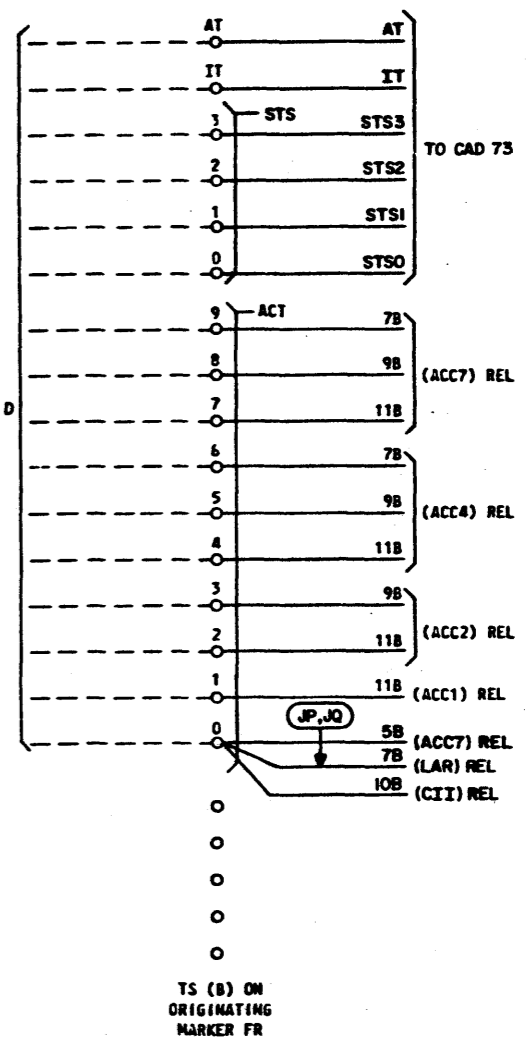 AT AT
IT IT
STS
3 STS3
TO CAD 73
2 STS2
1 STS1
0 STS0
ACT
9 7B
8 9B (ACC7) REL
7 11B
D
6 7B
5 9B (ACC4) REL
4 11B
3 9B
(ACC2) REL
2 11B
1 11B (ACC1) REL
JP,JQ
0 5B (ACC7) REL
7B (LAR) REL
10B (CII) REL
TS (B) ON
ORIGINATING
MARKER FR